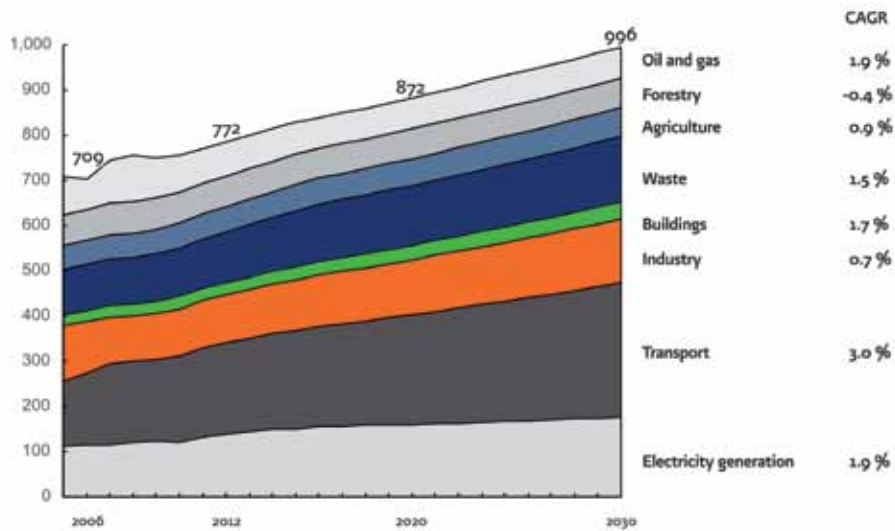 CAGR
1,000
996
Oil and gas 1.9 %
900
872
Forestry -0.4 %
800
772
Agriculture 0.9 %
709
700
Waste 1.5 %
600
Buildings 1.7 %
500
Industry 0.7 %
400
300
Transport 3.0 %
200
100
Electricity generation 1.9 %
0
2006 2012 2020 2030